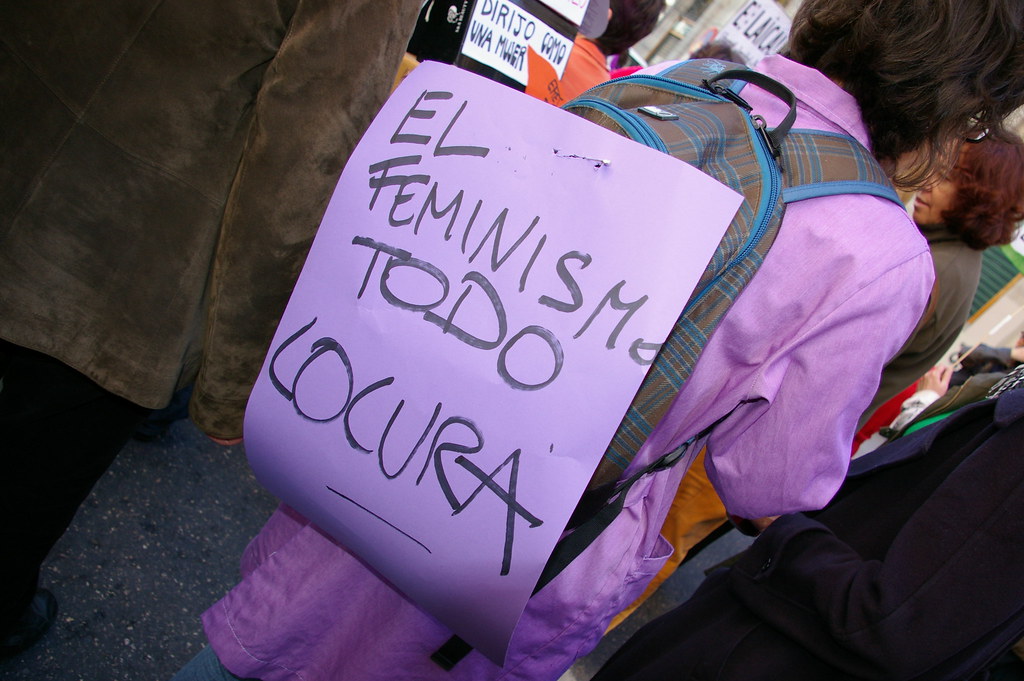 DIRIJO COMO
UNA MUJER
EL
FEMINISMO
TODO
LOCURA